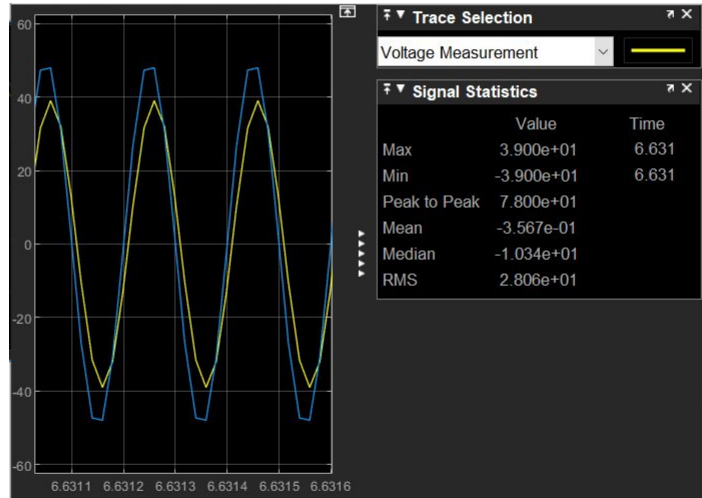 60
40
20
0
-20
-40
-60
6.6311 6.6312 6.6313 6.6314 6.6315 6.6316
Trace Selection
Voltage Measurement
Signal Statistics
Value Time
Max 3.900e+01 6.631
Min -3.900e+01 6.631
Peak to Peak 7.800e+01
Mean -3.567e-01
Median -1.034e+01
RMS 2.806e+01